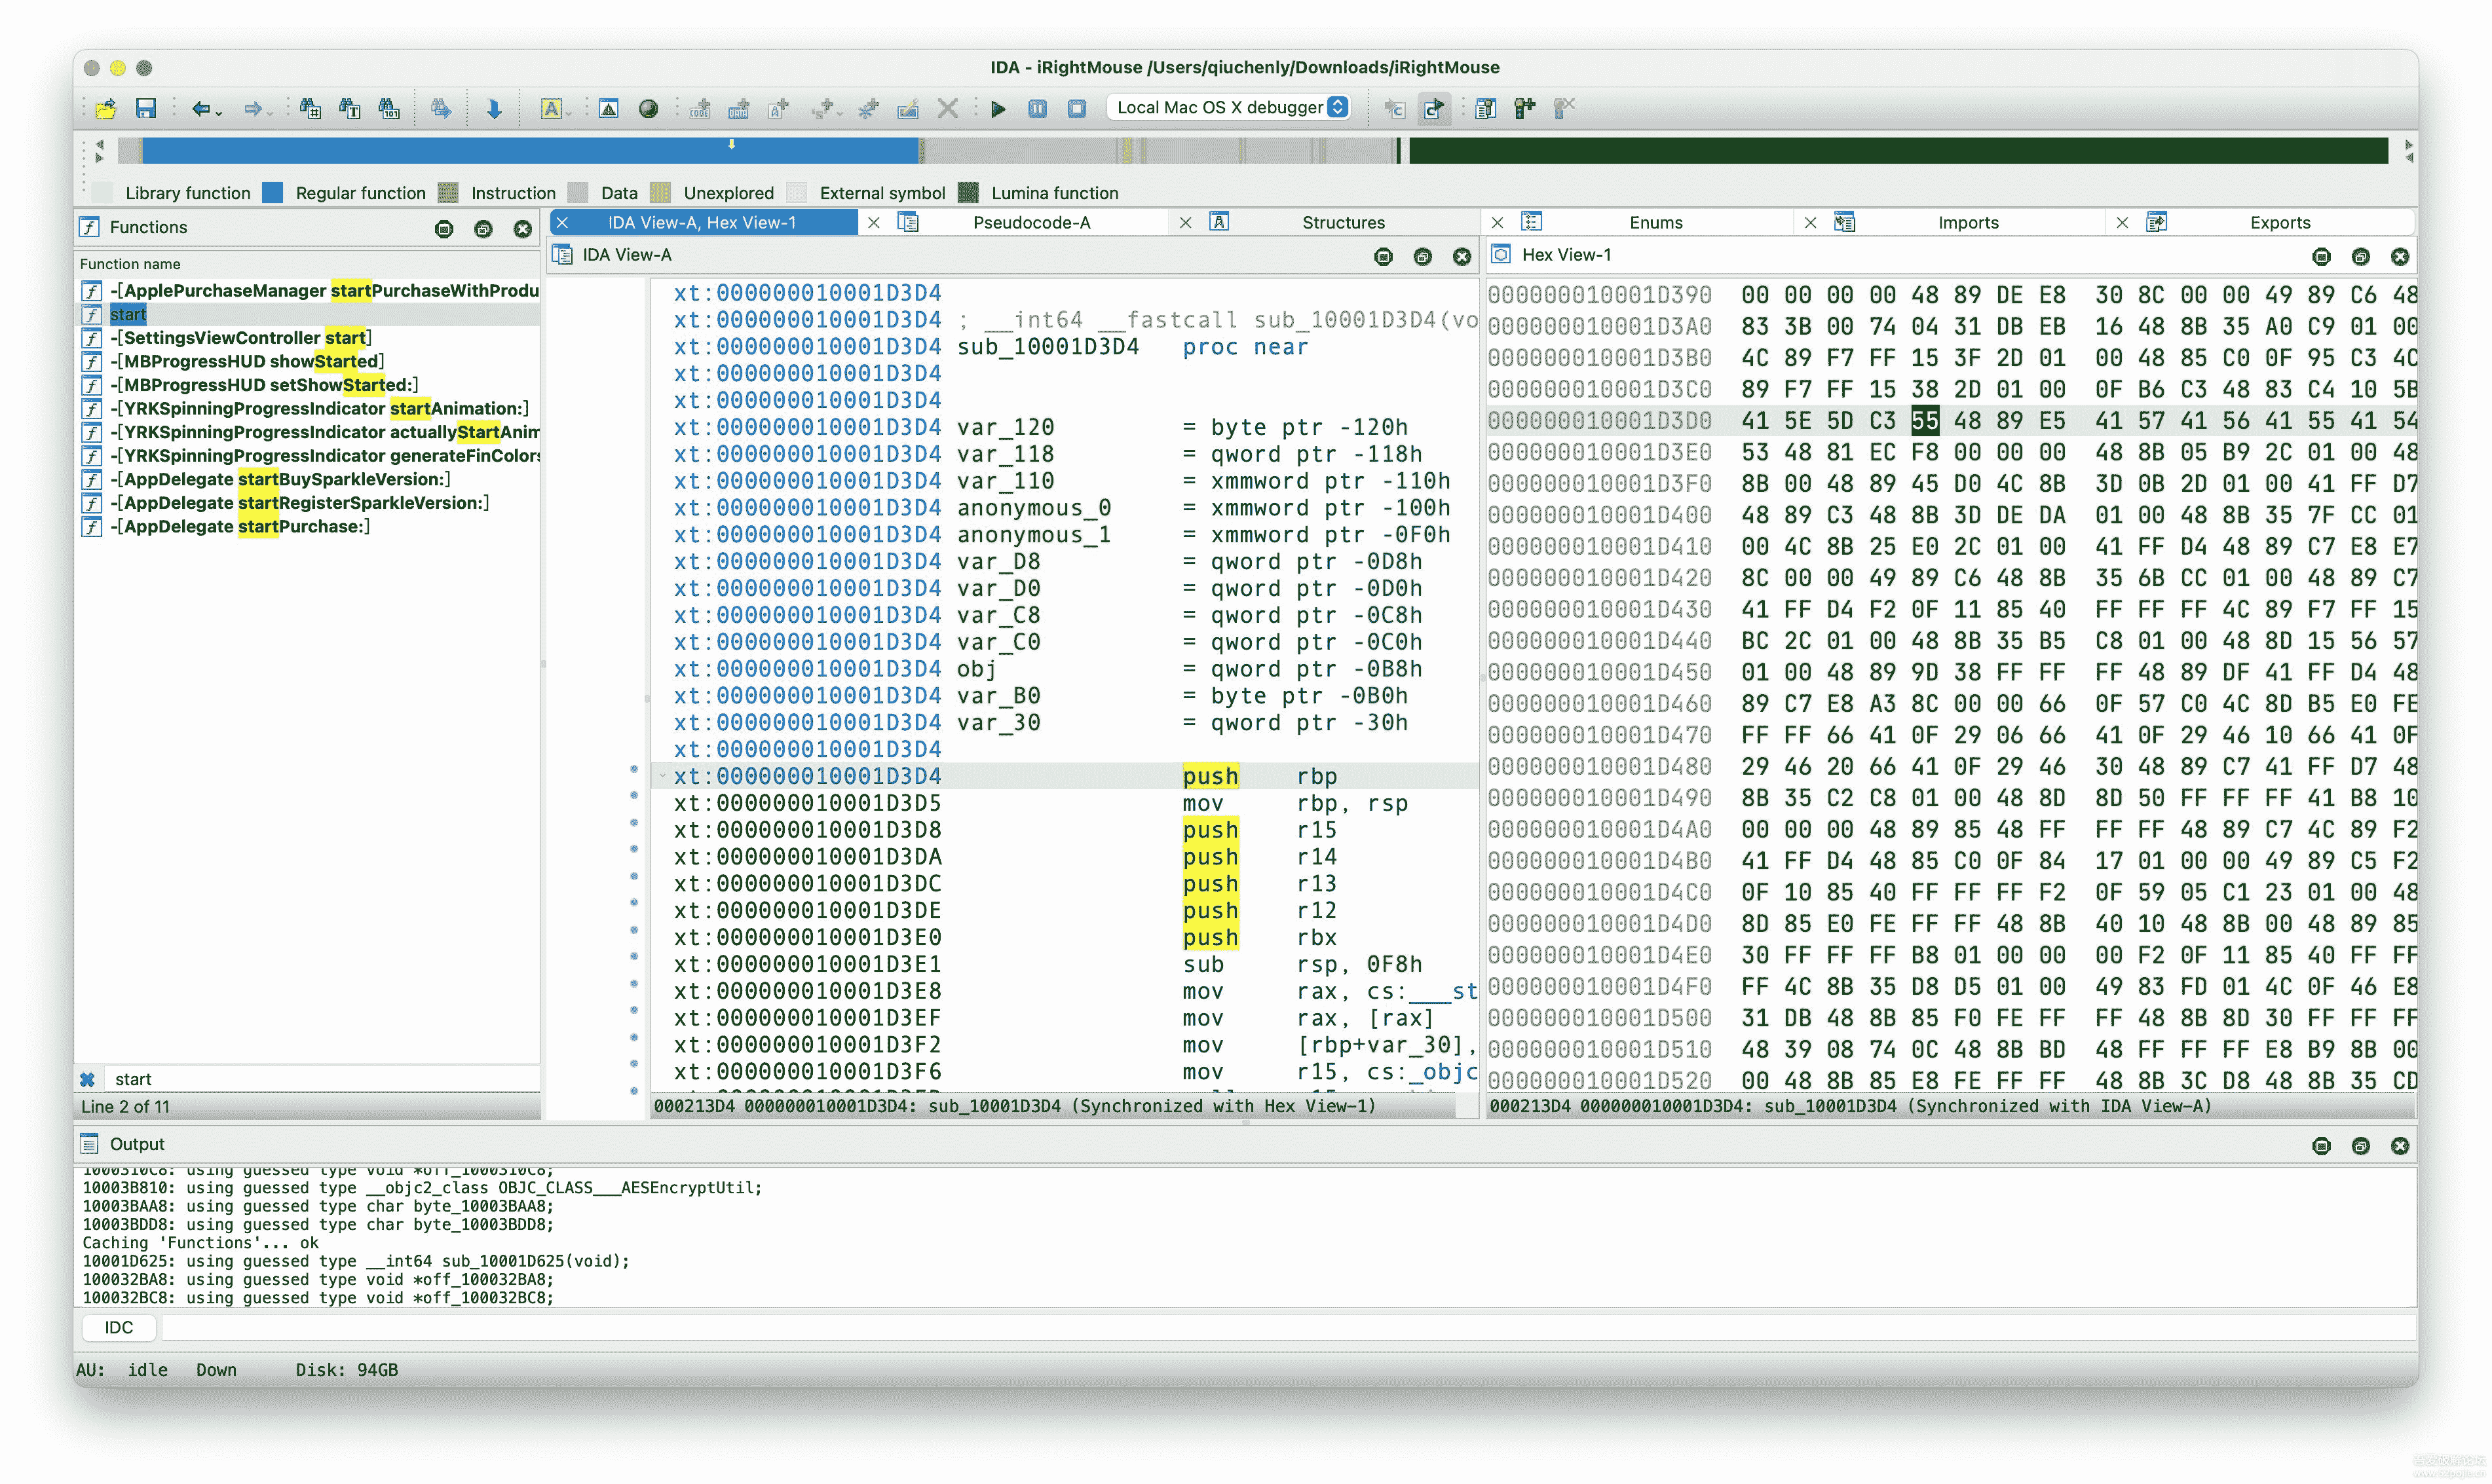 IDA - iRightMouse /Users/qiuchenly/Downloads/iRightMouse
Local Mac OS X debugger
Library function Regular function Instruction Data Unexplored External symbol Lumina function
Functions
Function name
-[ApplePurchaseManager startPurchaseWithProdu
start
-[SettingsViewController start]
-[MBProgressHUD showStarted]
-[MBProgressHUD setShowStarted:]
-[YRKSpinningProgressIndicator startAnimation:]
-[YRKSpinningProgressIndicator actuallyStartAnim
-[YRKSpinningProgressIndicator generateFinColors
-[AppDelegate startBuySparkleVersion:]
-[AppDelegate startRegisterSparkleVersion:]
-[AppDelegate startPurchase:]
start
Line 2 of 11
IDA View-A, Hex View-1 Pseudocode-A Structures Enums Imports Exports
IDA View-A
xt:000000010001D3D4
xt:000000010001D3D4 ; __int64 __fastcall sub_10001D3D4(vo
xt:000000010001D3D4 sub_10001D3D4 proc near
xt:000000010001D3D4
xt:000000010001D3D4
xt:000000010001D3D4 var_120 = byte ptr -120h
xt:000000010001D3D4 var_118 = qword ptr -118h
xt:000000010001D3D4 var_110 = xmmword ptr -110h
xt:000000010001D3D4 anonymous_0 = xmmword ptr -100h
xt:000000010001D3D4 anonymous_1 = xmmword ptr -0F0h
xt:000000010001D3D4 var_D8 = qword ptr -0D8h
xt:000000010001D3D4 var_D0 = qword ptr -0D0h
xt:000000010001D3D4 var_C8 = qword ptr -0C8h
xt:000000010001D3D4 var_C0 = qword ptr -0C0h
xt:000000010001D3D4 obj = qword ptr -0B8h
xt:000000010001D3D4 var_B0 = byte ptr -0B0h
xt:000000010001D3D4 var_30 = qword ptr -30h
xt:000000010001D3D4
xt:000000010001D3D4 push rbp
xt:000000010001D3D5 mov rbp, rsp
xt:000000010001D3D8 push r15
xt:000000010001D3DA push r14
xt:000000010001D3DC push r13
xt:000000010001D3DE push r12
xt:000000010001D3E0 push rbx
xt:000000010001D3E1 sub rsp, 0F8h
xt:000000010001D3E8 mov rax, cs:___st
xt:000000010001D3EF mov rax, [rax]
xt:000000010001D3F2 mov [rbp+var_30],
xt:000000010001D3F6 mov r15, cs:_objc
000213D4 000000010001D3D4: sub_10001D3D4 (Synchronized with Hex View-1)
Hex View-1
000000010001D390 00 00 00 00 48 89 DE E8 30 8C 00 00 49 89 C6 48
000000010001D3A0 83 3B 00 74 04 31 DB EB 16 48 8B 35 A0 C9 01 00
000000010001D3B0 4C 89 F7 FF 15 3F 2D 01 00 48 85 C0 0F 95 C3 4C
000000010001D3C0 89 F7 FF 15 38 2D 01 00 0F B6 C3 48 83 C4 10 5B
000000010001D3D0 41 5E 5D C3 55 48 89 E5 41 57 41 56 41 55 41 54
000000010001D3E0 53 48 81 EC F8 00 00 00 48 8B 05 B9 2C 01 00 48
000000010001D3F0 8B 00 48 89 45 D0 4C 8B 3D 0B 2D 01 00 41 FF D7
000000010001D400 48 89 C3 48 8B 3D DE DA 01 00 48 8B 35 7F CC 01
000000010001D410 00 4C 8B 25 E0 2C 01 00 41 FF D4 48 89 C7 E8 E7
000000010001D420 8C 00 00 49 89 C6 48 8B 35 6B CC 01 00 48 89 C7
000000010001D430 41 FF D4 F2 0F 11 85 40 FF FF FF 4C 89 F7 FF 15
000000010001D440 BC 2C 01 00 48 8B 35 B5 C8 01 00 48 8D 15 56 57
000000010001D450 01 00 48 89 9D 38 FF FF FF 48 89 DF 41 FF D4 48
000000010001D460 89 C7 E8 A3 8C 00 00 66 0F 57 C0 4C 8D B5 E0 FE
000000010001D470 FF FF 66 41 0F 29 06 66 41 0F 29 46 10 66 41 0F
000000010001D480 29 46 20 66 41 0F 29 46 30 48 89 C7 41 FF D7 48
000000010001D490 8B 35 C2 C8 01 00 48 8D 8D 50 FF FF FF 41 B8 10
000000010001D4A0 00 00 00 48 89 85 48 FF FF FF 48 89 C7 4C 89 F2
000000010001D4B0 41 FF D4 48 85 C0 0F 84 17 01 00 00 49 89 C5 F2
000000010001D4C0 0F 10 85 40 FF FF FF F2 0F 59 05 C1 23 01 00 48
000000010001D4D0 8D 85 E0 FE FF FF 48 8B 40 10 48 8B 00 48 89 85
000000010001D4E0 30 FF FF FF B8 01 00 00 00 F2 0F 11 85 40 FF FF
000000010001D4F0 FF 4C 8B 35 D8 D5 01 00 49 83 FD 01 4C 0F 46 E8
000000010001D500 31 DB 48 8B 85 F0 FE FF FF 48 8B 8D 30 FF FF FF
000000010001D510 48 39 08 74 0C 48 8B BD 48 FF FF FF E8 B9 8B 00
000000010001D520 00 48 8B 85 E8 FE FF FF 48 8B 3C D8 48 8B 35 CD
000213D4 000000010001D3D4: sub_10001D3D4 (Synchronized with IDA View-A)
Output
1000310C8: using guessed type void *off_1000310C8;
10003B810: using guessed type __objc2_class OBJC_CLASS___AESEncryptUtil;
10003BAA8: using guessed type char byte_10003BAA8;
10003BDD8: using guessed type char byte_10003BDD8;
Caching 'Functions'... ok
10001D625: using guessed type __int64 sub_10001D625(void);
100032BA8: using guessed type void *off_100032BA8;
100032BC8: using guessed type void *off_100032BC8;
IDC
AU: idle Down Disk: 94GB